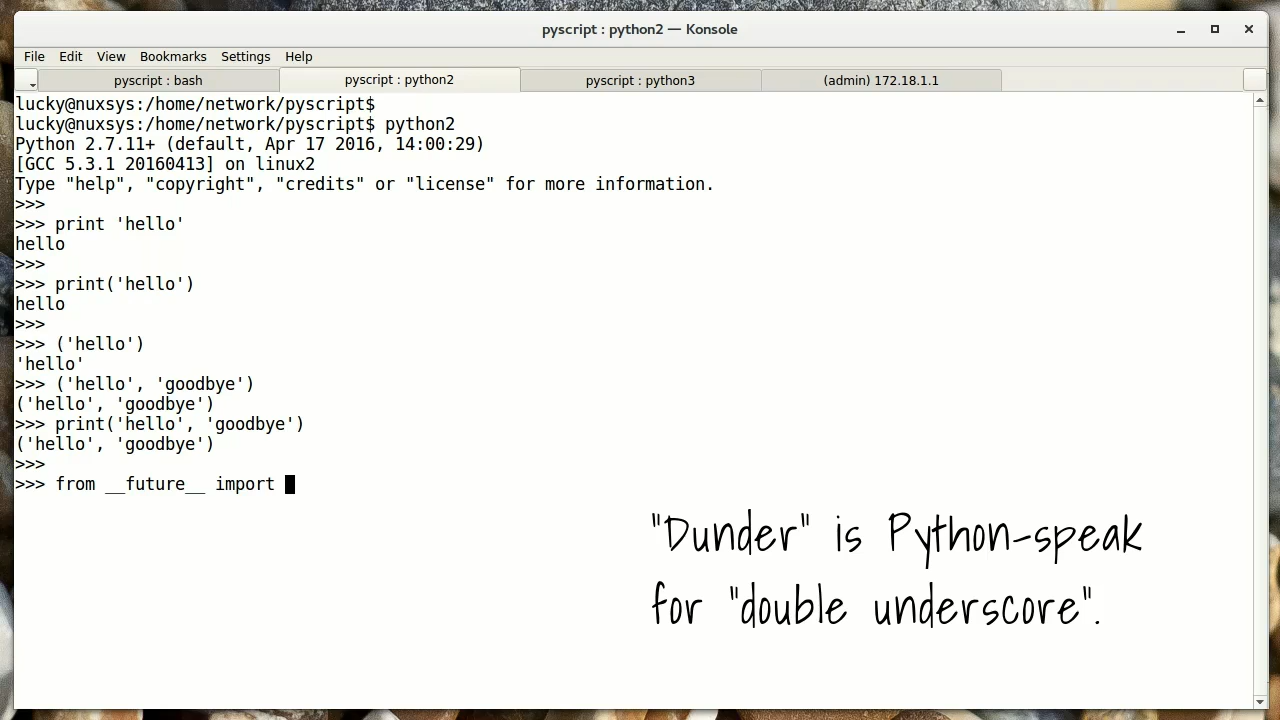 pyscript : python2 — Konsole
File Edit View Bookmarks Settings Help
pyscript : bash pyscript : python2 pyscript : python3 (admin) 172.18.1.1
lucky@nuxsys:/home/network/pyscript$
lucky@nuxsys:/home/network/pyscript$ python2
Python 2.7.11+ (default, Apr 17 2016, 14:00:29)
[GCC 5.3.1 20160413] on linux2
Type "help", "copyright", "credits" or "license" for more information.
>>>
>>> print 'hello'
hello
>>>
>>> print('hello')
hello
>>>
>>> ('hello')
'hello'
>>> ('hello', 'goodbye')
('hello', 'goodbye')
>>> print('hello', 'goodbye')
('hello', 'goodbye')
>>>
>>> from __future__ import
"Dunder" is Python-speak
for "double underscore".